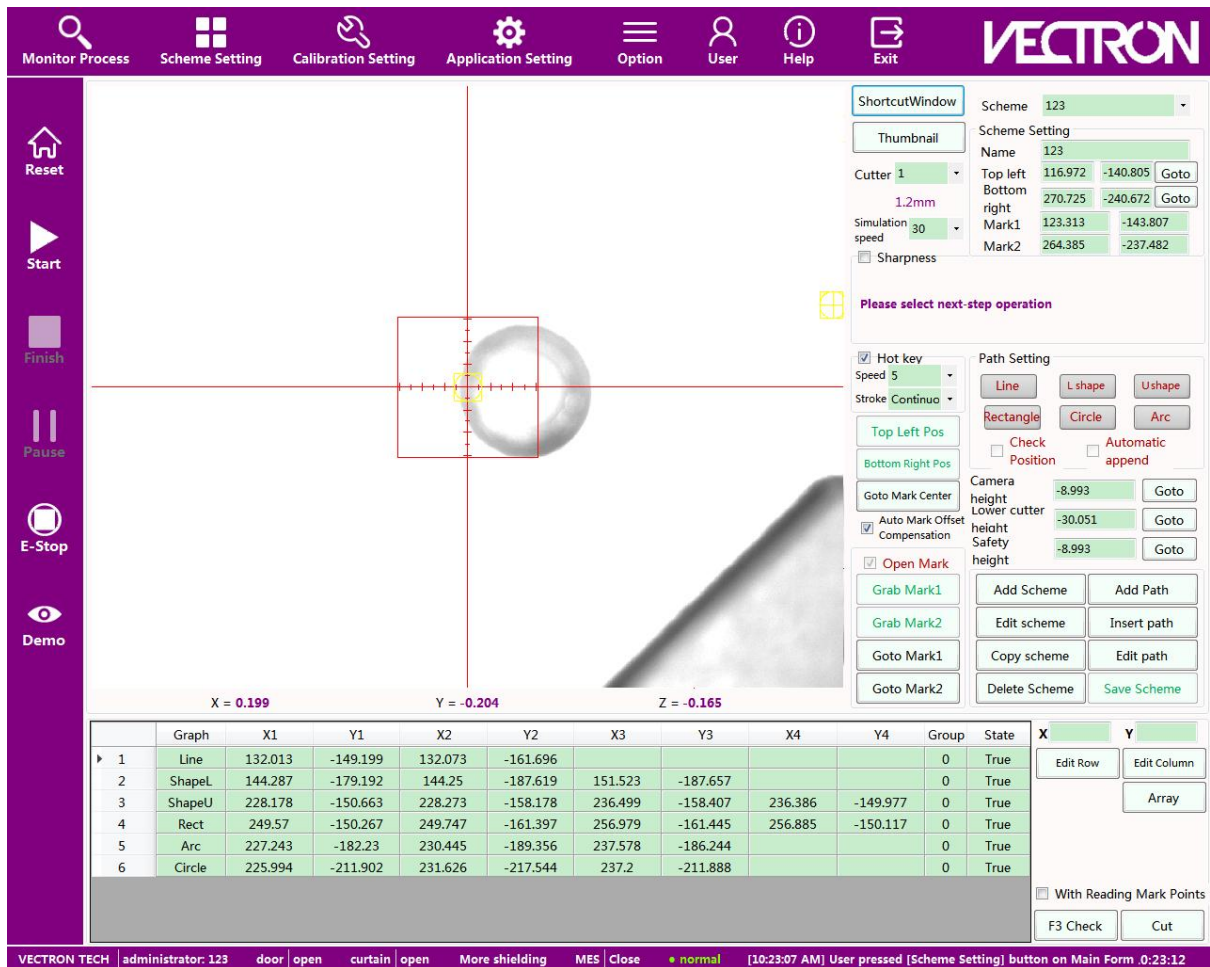 Monitor Process Scheme Setting Calibration Setting Application Setting Option User Help Exit VECTRON
Reset
Start
Finish
Pause
E-Stop
Demo
X = 0.199 Y = -0.204 Z = -0.165
ShortcutWindow
Thumbnail
Cutter 1
1.2mm
Simulation speed 30
Scheme 123
Scheme Setting
Name 123
Top left 116.972 -140.805 Goto
Bottom right 270.725 -240.672 Goto
Mark1 123.313 -143.807
Mark2 264.385 -237.482
Sharpness
Please select next-step operation
Hot key
Speed 5
Stroke Continuo
Top Left Pos
Bottom Right Pos
Goto Mark Center
Auto Mark Offset
Compensation
Open Mark
Grab Mark1
Grab Mark2
Goto Mark1
Goto Mark2
Path Setting
Line L shape U shape
Rectangle Circle Arc
Check Position
Automatic append
Camera height -8.993 Goto
Lower cutter height -30.051 Goto
Safety height -8.993 Goto
Add Scheme Add Path
Edit scheme Insert path
Copy scheme Edit path
Delete Scheme Save Scheme
Graph X1 Y1 X2 Y2 X3 Y3 X4 Y4 Group State
1 Line 132.013 -149.199 132.073 -161.696 0 True
2 ShapeL 144.287 -179.192 144.25 -187.619 151.523 -187.657 0 True
3 ShapeU 228.178 -150.663 228.273 -158.178 236.499 -158.407 236.386 -149.977 0 True
4 Rect 249.57 -150.267 249.747 -161.397 256.979 -161.445 256.885 -150.117 0 True
5 Arc 227.243 -182.23 230.445 -189.356 237.578 -186.244 0 True
6 Circle 225.994 -211.902 231.626 -217.544 237.2 -211.888 0 True
X Y
Edit Row Edit Column
Array
With Reading Mark Points
F3 Check Cut
VECTRON TECH administrator: 123 door open curtain open More shielding MES Close normal [10:23:07 AM] User pressed [Scheme Setting] button on Main Form .0:23:12